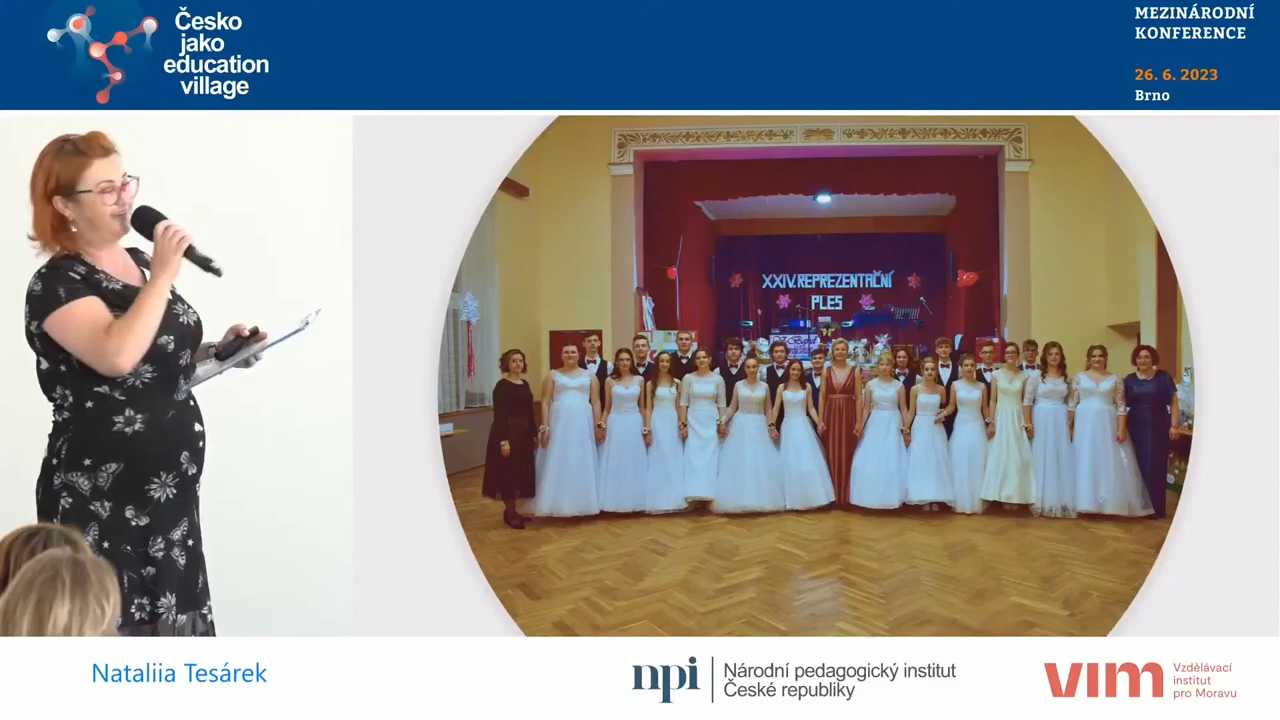 Česko
jako
education
village
MEZINÁRODNÍ
KONFERENCE
26. 6. 2023
Brno
XXIV. REPREZENTAČNÍ
PLES
Nataliia Tesárek
npi
Národní pedagogický institut
České republiky
vim
Vzdělávací
institut
pro Moravu